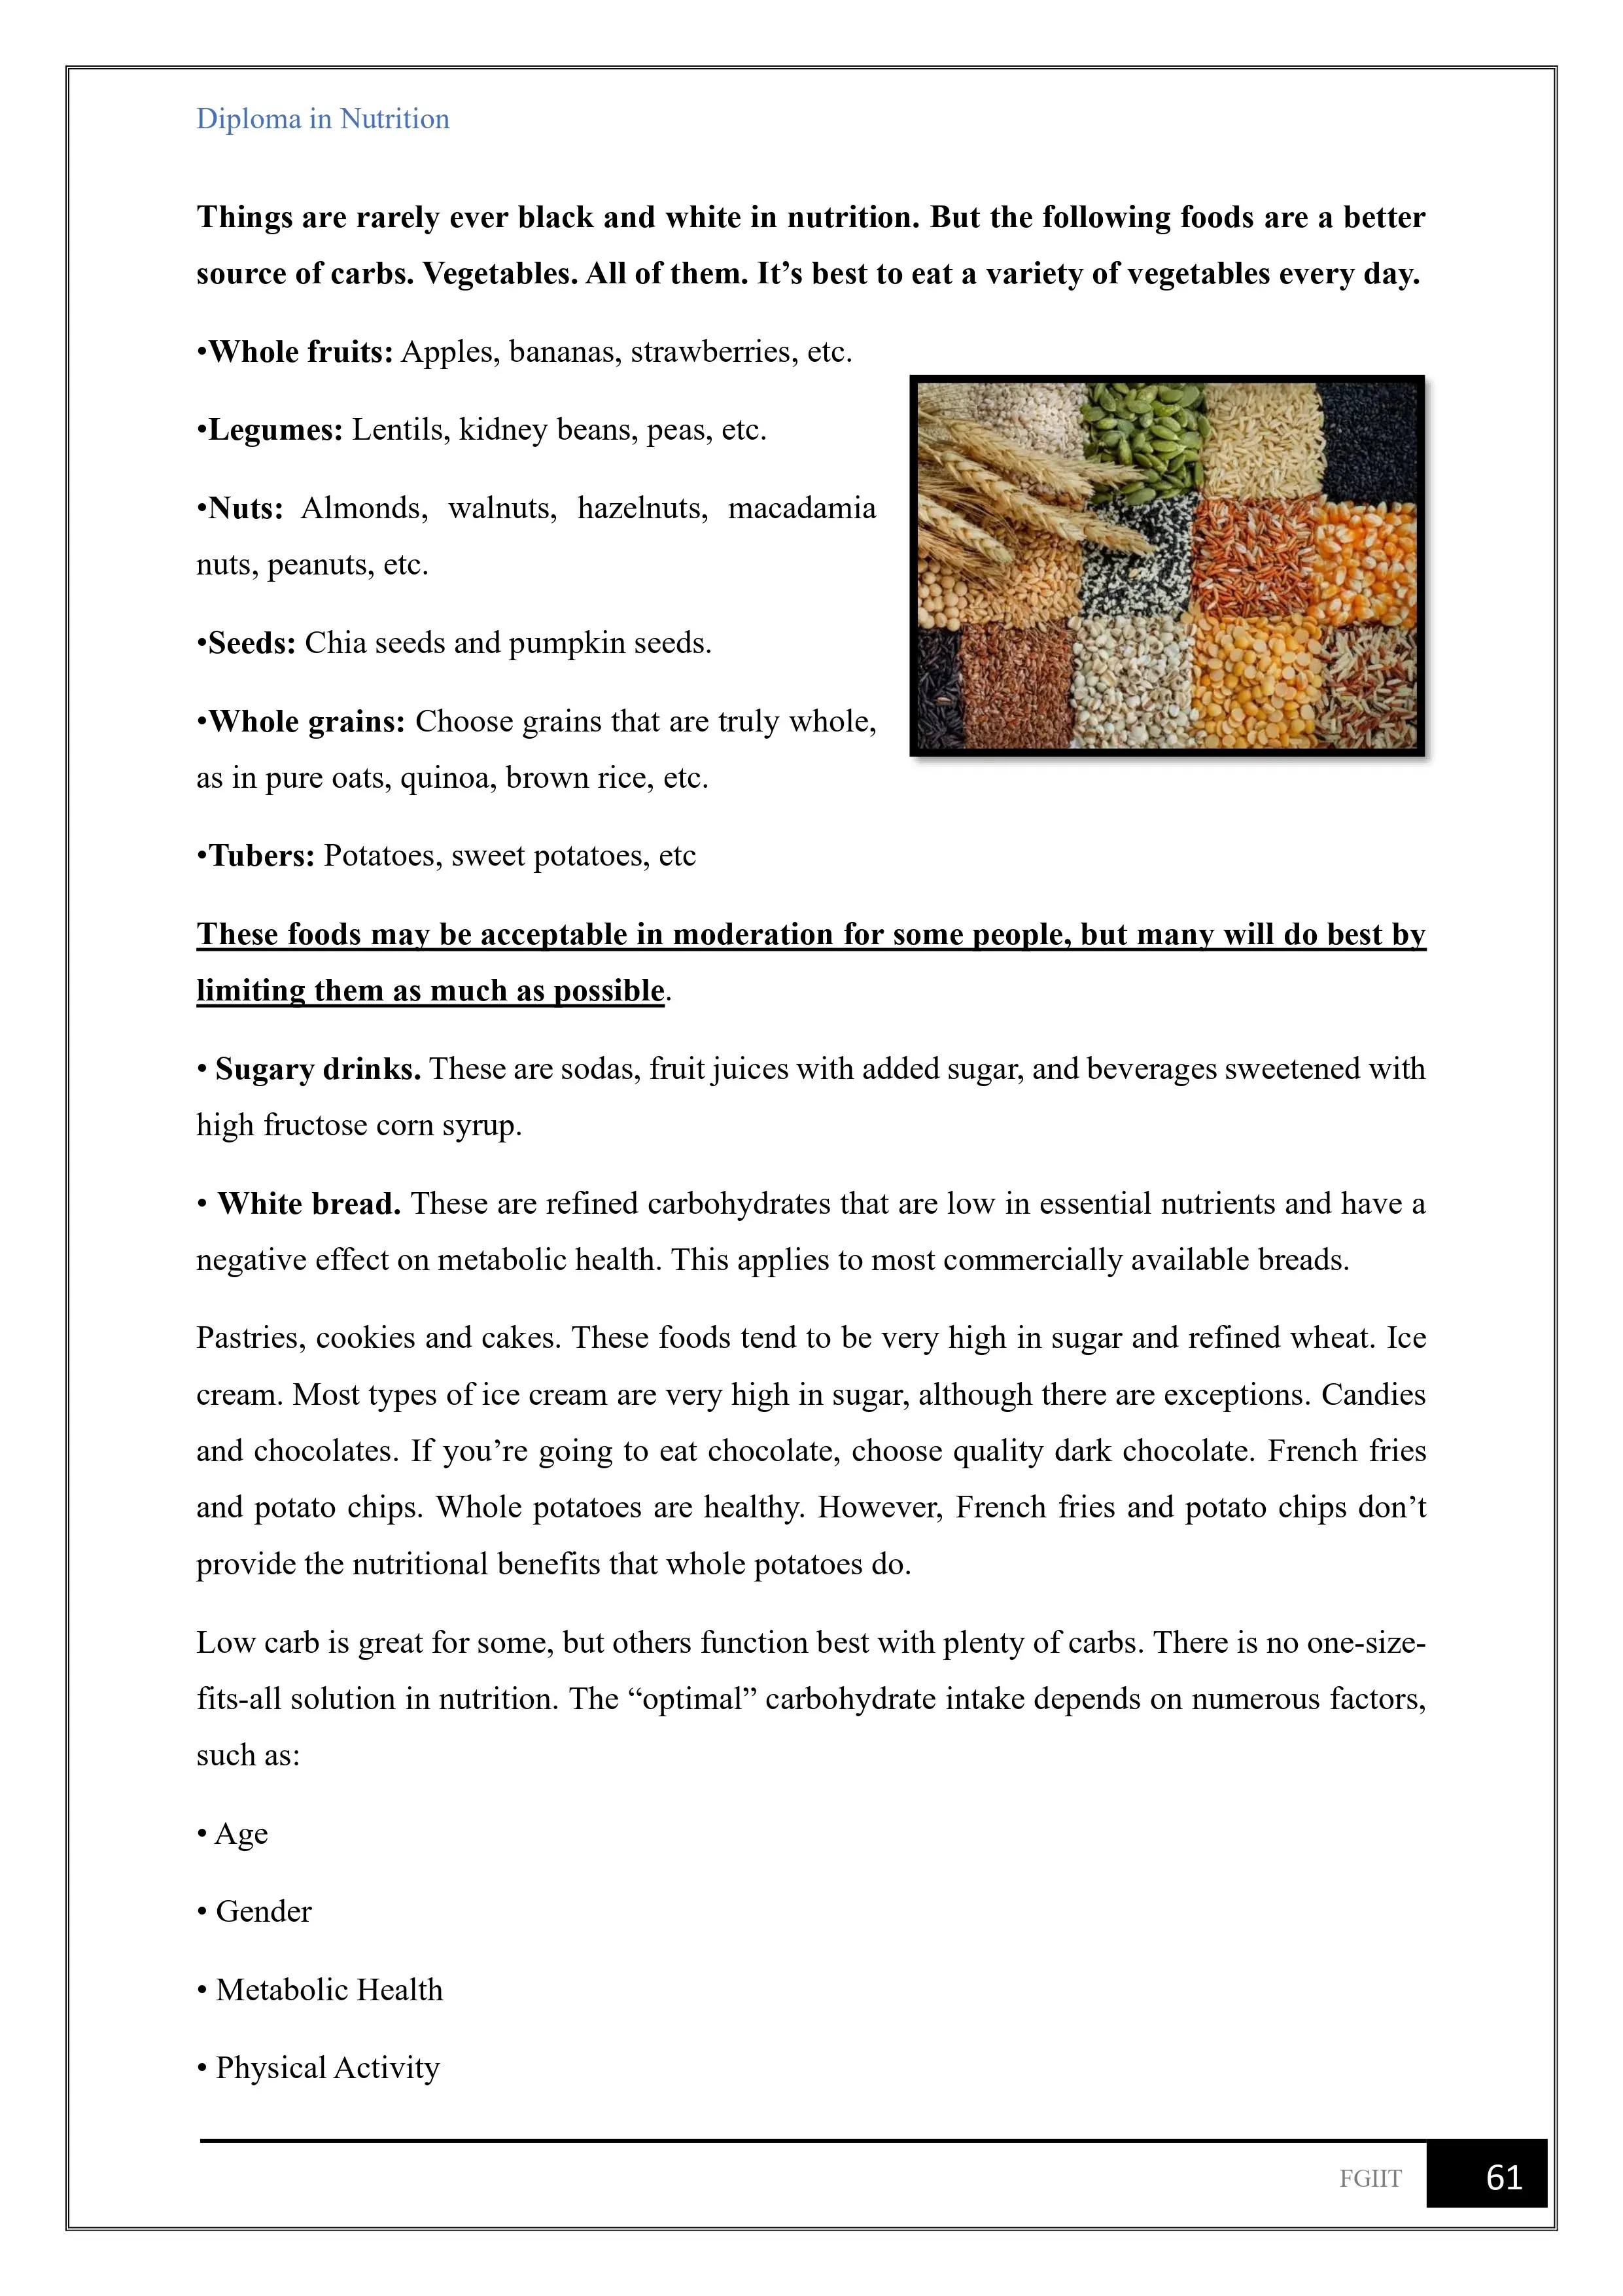 Diploma in Nutrition
Things are rarely ever black and white in nutrition. But the following foods are a better
source of carbs. Vegetables. All of them. It’s best to eat a variety of vegetables every day.
•Whole fruits: Apples, bananas, strawberries, etc.
•Legumes: Lentils, kidney beans, peas, etc.
•Nuts: Almonds, walnuts, hazelnuts, macadamia
nuts, peanuts, etc.
•Seeds: Chia seeds and pumpkin seeds.
•Whole grains: Choose grains that are truly whole,
as in pure oats, quinoa, brown rice, etc.
•Tubers: Potatoes, sweet potatoes, etc
These foods may be acceptable in moderation for some people, but many will do best by
limiting them as much as possible.
• Sugary drinks. These are sodas, fruit juices with added sugar, and beverages sweetened with
high fructose corn syrup.
• White bread. These are refined carbohydrates that are low in essential nutrients and have a
negative effect on metabolic health. This applies to most commercially available breads.
Pastries, cookies and cakes. These foods tend to be very high in sugar and refined wheat. Ice
cream. Most types of ice cream are very high in sugar, although there are exceptions. Candies
and chocolates. If you’re going to eat chocolate, choose quality dark chocolate. French fries
and potato chips. Whole potatoes are healthy. However, French fries and potato chips don’t
provide the nutritional benefits that whole potatoes do.
Low carb is great for some, but others function best with plenty of carbs. There is no one-size-
fits-all solution in nutrition. The “optimal” carbohydrate intake depends on numerous factors,
such as:
• Age
• Gender
• Metabolic Health
• Physical Activity
FGIIT 61